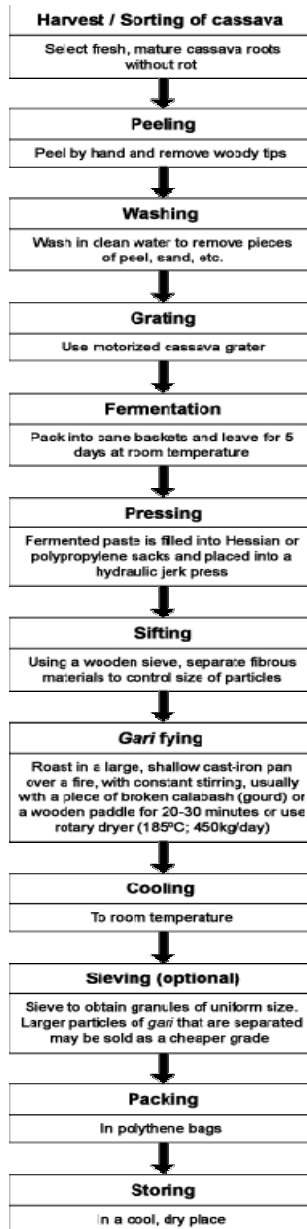 Harvest / Sorting of cassava
Select fresh, mature cassava roots
without rot
Peeling
Peel by hand and remove woody tips
Washing
Wash in clean water to remove pieces
of peel, sand, etc.
Grating
Use motorized cassava grater
Fermentation
Pack into cane baskets and leave for 5
days at room temperature
Pressing
Fermented paste is filled into Hessian or
polypropylene sacks and placed into a
hydraulic jerk press
Sifting
Using a wooden sieve, separate fibrous
materials to control size of particles
Gari fying
Roast in a large, shallow cast-iron pan
over a fire, with constant stirring, usually
with a piece of broken calabash (gourd) or
a wooden paddle for 20-30 minutes or use
rotary dryer (185ºC; 450kg/day)
Cooling
To room temperature
Sieving (optional)
Sieve to obtain granules of uniform size.
Larger particles of gari that are separated
may be sold as a cheaper grade
Packing
In polythene bags
Storing
In a cool, dry place